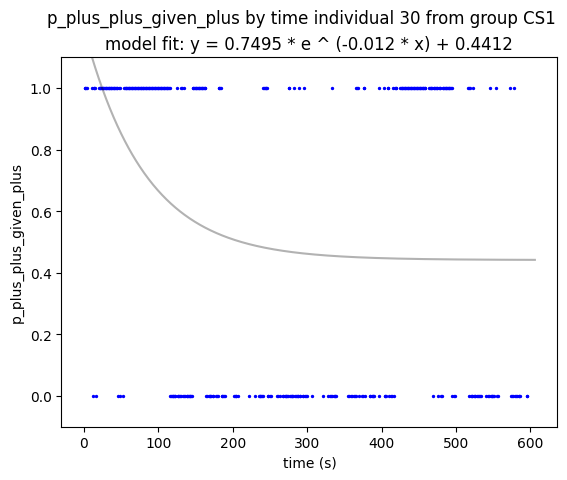 p_plus_plus_given_plus by time individual 30 from group CS1
model fit: y = 0.7495 * e ^ (-0.012 * x) + 0.4412
p_plus_plus_given_plus
1.0
0.8
0.6
0.4
0.2
0.0
0 100 200 300 400 500 600
time (s)